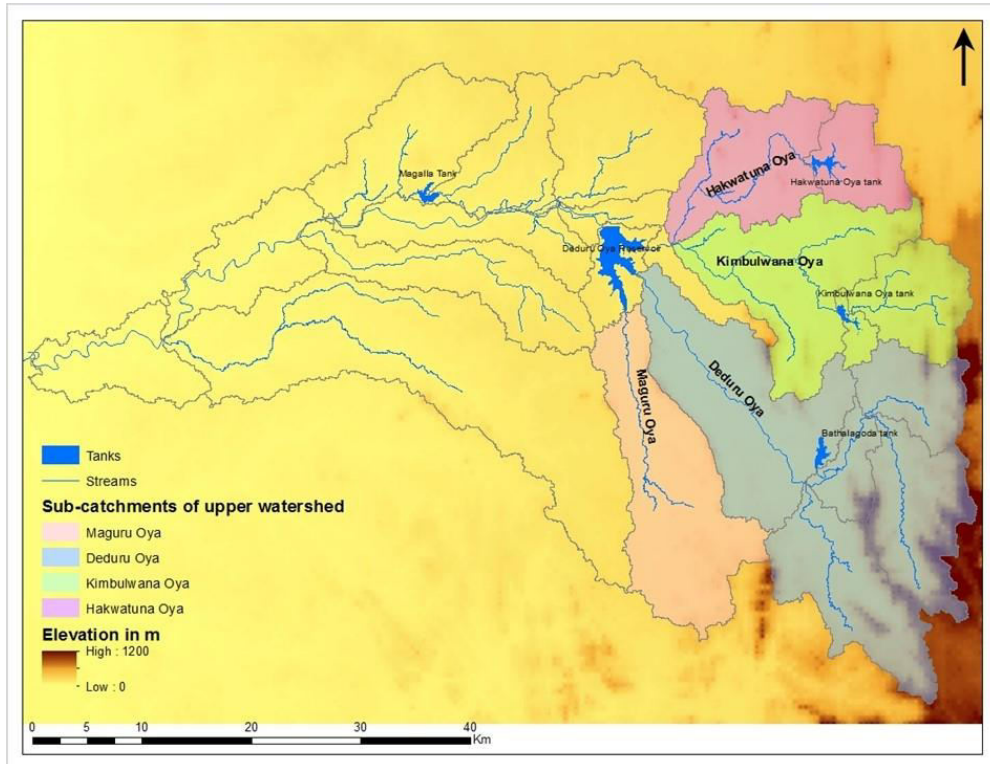 Magalla Tank
Hakwatuna Oya
Hakwatuna Oya tank
Deduru Oya Reservoir
Kimbulwana Oya
Kimbulwana Oya tank
Maguru Oya
Deduru Oya
Bathalagoda tank
Tanks
Streams
Sub-catchments of upper watershed
Maguru Oya
Deduru Oya
Kimbulwana Oya
Hakwatuna Oya
Elevation in m
High : 1200
Low : 0
0 5 10 20 30 40
Km